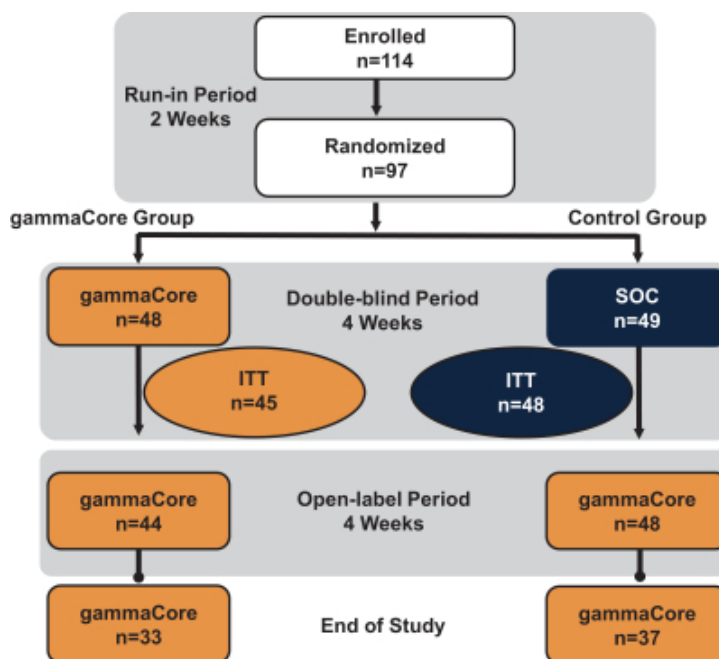 Enrolled
n=114
Run-in Period
2 Weeks
Randomized
n=97
gammaCore Group
Control Group
gammaCore
n=48
Double-blind Period
4 Weeks
SOC
n=49
ITT
n=45
ITT
n=48
gammaCore
n=44
Open-label Period
4 Weeks
gammaCore
n=48
gammaCore
n=33
End of Study
gammaCore
n=37